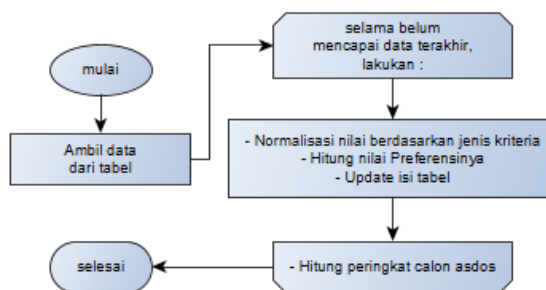 mulai
Ambil data
dari tabel
selama belum
mencapai data terakhir,
lakukan :
- Normalisasi nilai berdasarkan jenis kriteria
- Hitung nilai Preferensinya
- Update isi tabel
- Hitung peringkat calon asdos
selesai